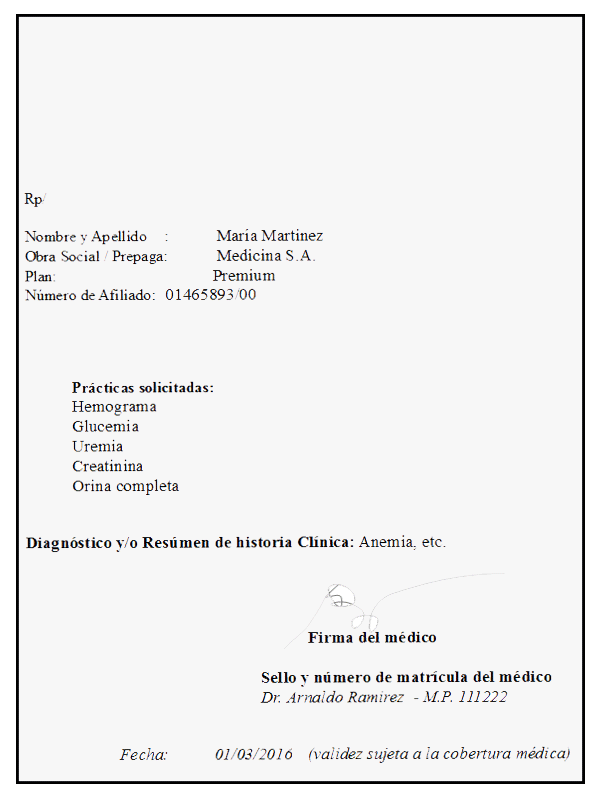 Rp/
Nombre y Apellido : Maria Martinez
Obra Social / Prepaga: Medicina S.A.
Plan: Premium
Número de Afiliado: 01465893/00
Prácticas solicitadas:
Hemograma
Glucemia
Uremia
Creatinina
Orina completa
Diagnóstico y/o Resúmen de historia Clínica: Anemia, etc.
Firma del médico
Sello y número de matrícula del médico
Dr. Arnaldo Ramirez - M.P. 111222
Fecha: 01/03/2016 (validez sujeta a la cobertura médica)